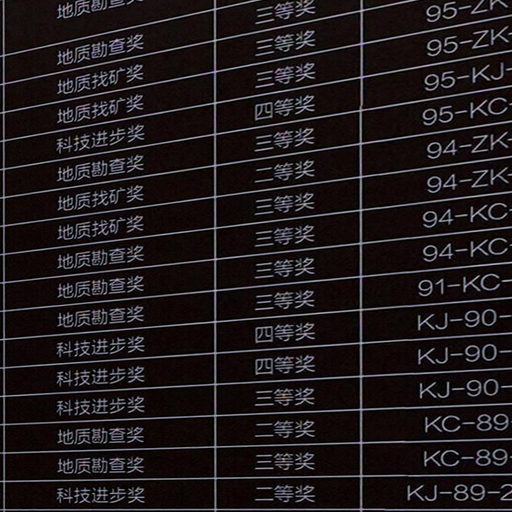 地质勘查奖
地质勘查奖 三等奖
地质找矿奖 三等奖 95-ZK
地质找矿奖 三等奖 95-ZK-
科技进步奖 四等奖 95-KJ-
地质勘查奖 三等奖 95-KC
地质找矿奖 二等奖 94-ZK-
地质找矿奖 三等奖 94-ZK-
地质勘查奖 三等奖 94-KC-
地质勘查奖 三等奖 94-KC-
地质勘查奖 三等奖 91-KC-
科技进步奖 四等奖 KJ-90-
科技进步奖 四等奖 KJ-90-
科技进步奖 三等奖 KJ-90-
地质勘查奖 二等奖 KC-89
地质勘查奖 三等奖 KC-89-
科技进步奖 二等奖 KJ-89-2